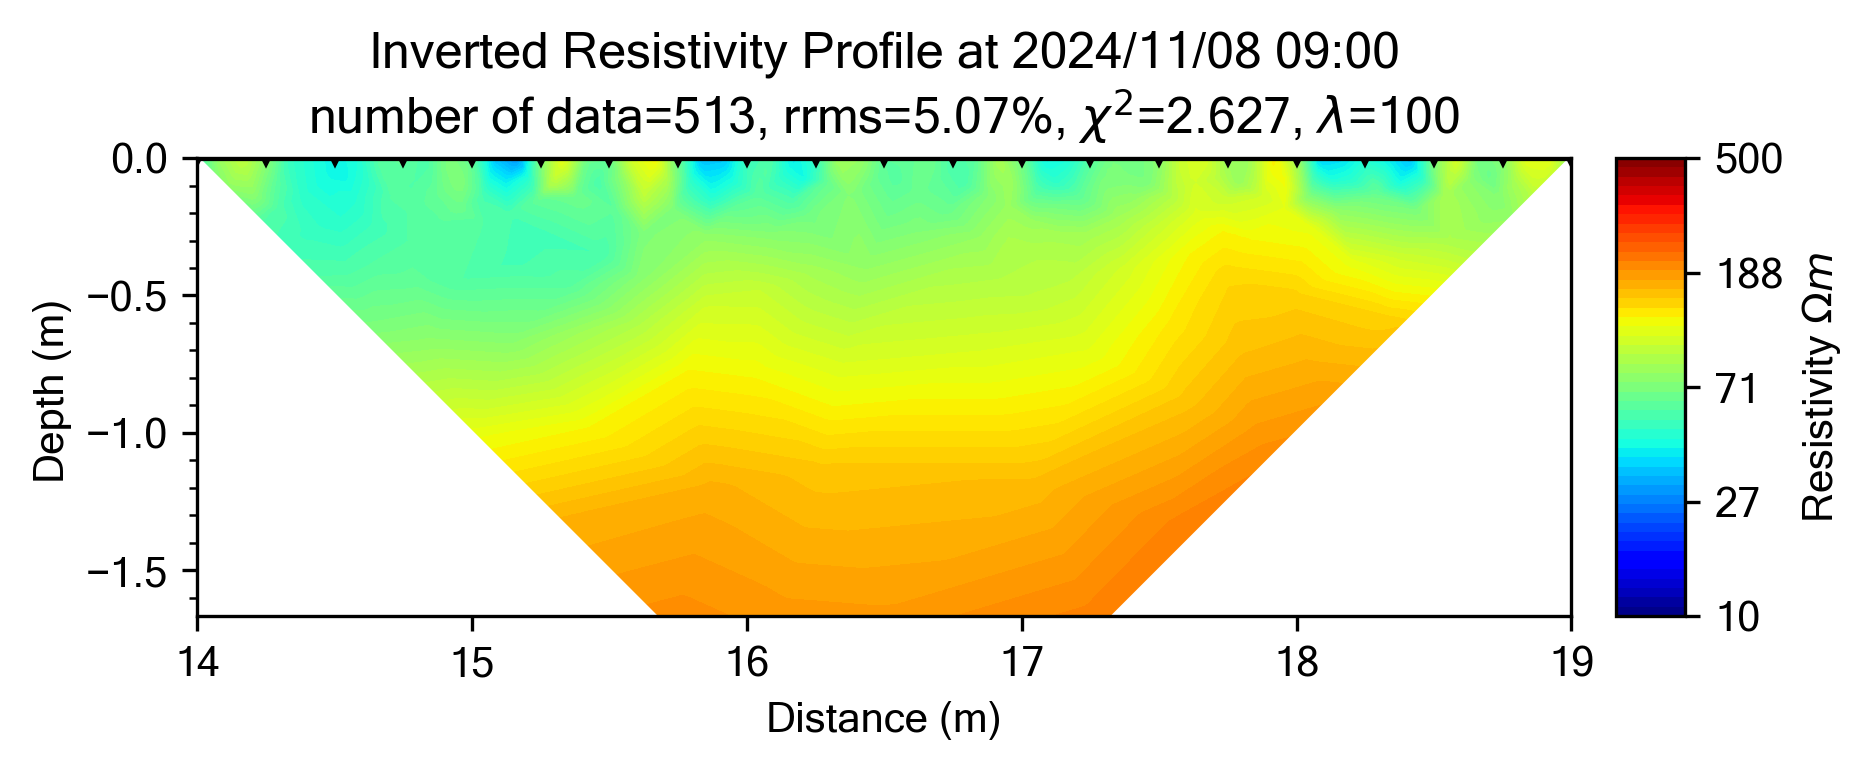 Inverted Resistivity Profile at 2024/11/08 09:00
number of data=513, rrms=5.07%, χ²=2.627, λ=100
0.0
−0.5
−1.0
−1.5
Depth (m)
14 15 16 17 18 19
Distance (m)
500
188
71
27
10
Resistivity Ωm